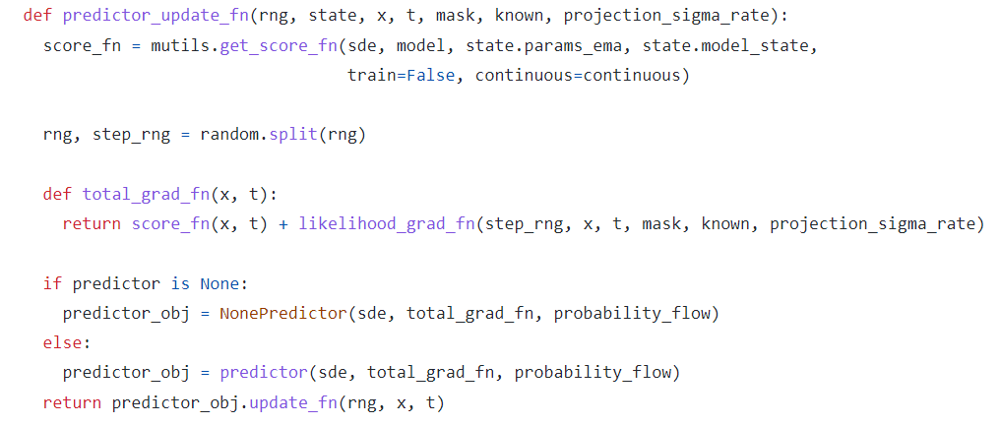 def predictor_update_fn(rng, state, x, t, mask, known, projection_sigma_rate):
  score_fn = mutils.get_score_fn(sde, model, state.params_ema, state.model_state,
                                 train=False, continuous=continuous)

  rng, step_rng = random.split(rng)

  def total_grad_fn(x, t):
    return score_fn(x, t) + likelihood_grad_fn(step_rng, x, t, mask, known, projection_sigma_rate)

  if predictor is None:
    predictor_obj = NonePredictor(sde, total_grad_fn, probability_flow)
  else:
    predictor_obj = predictor(sde, total_grad_fn, probability_flow)
  return predictor_obj.update_fn(rng, x, t)